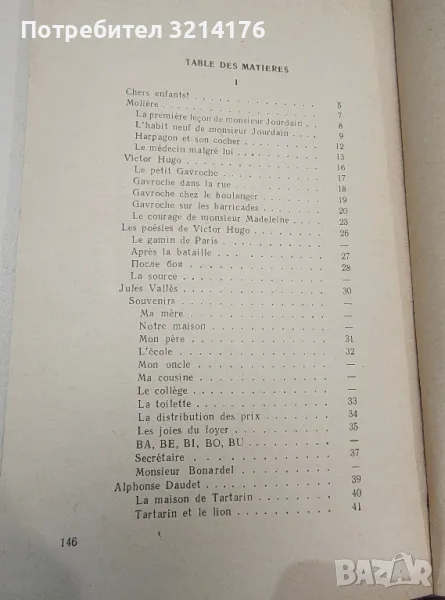 Потребител 3214176
TABLE DES MATIERES
I
Chers enfants! . . . . . . . . . . . . 5
Molière . . . . . . . . . . . . 7
La première leçon de monsieur Jourdain . . . . 8
L'habit neuf de monsieur Jourdain . . . . 9
Harpagon et son cocher . . . . . . . 12
Le médecin malgré lui . . . . . . . 13
Victor Hugo . . . . . . . . . . . 16
Le petit Gavroche . . . . . . . . . 17
Gavroche dans la rue . . . . . . . . 18
Gavroche chez le boulanger . . . . . . 19
Gavroche sur les barricades . . . . . . 20
Le courage de monsieur Madeleine . . . . . 23
Les poésies de Victor Hugo . . . . . . . 26
Le gamin de Paris . . . . . . . . . —
Après la bataille . . . . . . . . . 27
После боя . . . . . . . . . . . 28
La source . . . . . . . . . . . —
Jules Vallès . . . . . . . . . . . 30
Souvenirs . . . . . . . . . . . —
Ma mère . . . . . . . . . . . —
Notre maison . . . . . . . . . . —
Mon père . . . . . . . . . . . 31
L'école . . . . . . . . . . . . 32
Mon oncle . . . . . . . . . . . —
Ma cousine . . . . . . . . . . . —
Le collège . . . . . . . . . . . —
La toilette . . . . . . . . . . . 33
La distribution des prix . . . . . . . 34
Les joies du foyer . . . . . . . . . 35
BA, BE, BI, BO, BU . . . . . . . . . —
Secrétaire . . . . . . . . . . . 37
Monsieur Bonardel . . . . . . . . . —
Alphonse Daudet . . . . . . . . . . 39
La maison de Tartarin . . . . . . . . 40
Tartarin et le lion . . . . . . . . . 41
146
BAZAR